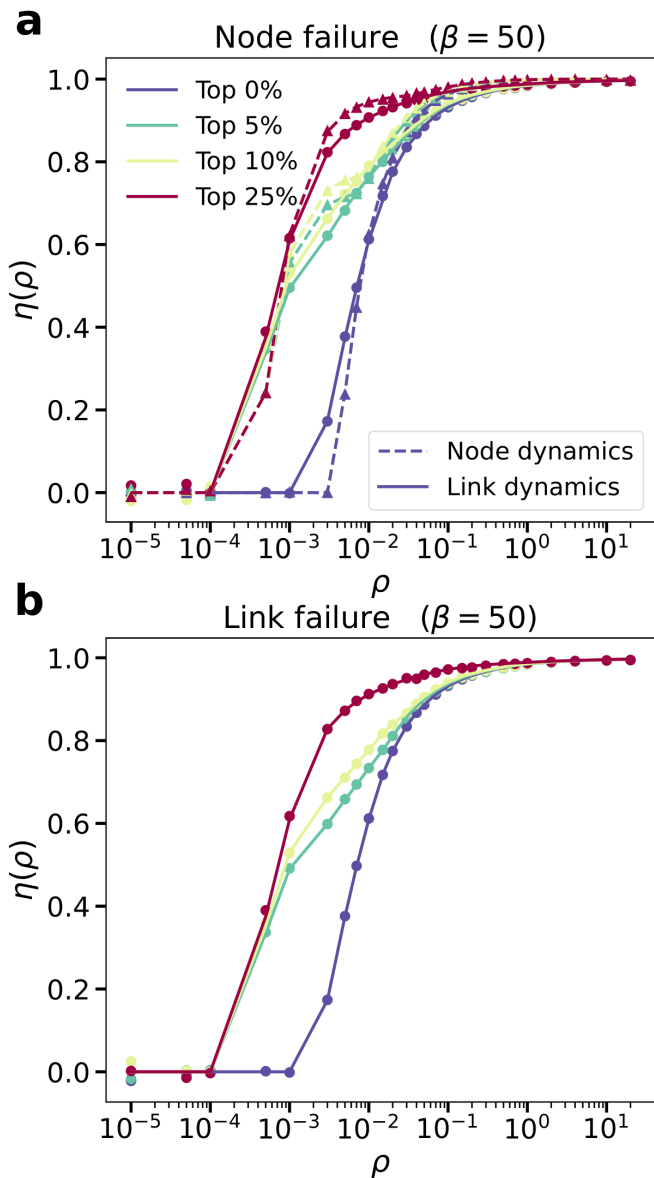 a
Node failure (β = 50)
Top 0%
Top 5%
Top 10%
Top 25%
1.0
0.8
0.6
0.4
0.2
0.0
η(ρ)
Node dynamics
Link dynamics
10⁻⁵ 10⁻⁴ 10⁻³ 10⁻² 10⁻¹ 10⁰ 10¹
ρ
b
Link failure (β = 50)
1.0
0.8
0.6
0.4
0.2
0.0
η(ρ)
10⁻⁵ 10⁻⁴ 10⁻³ 10⁻² 10⁻¹ 10⁰ 10¹
ρ